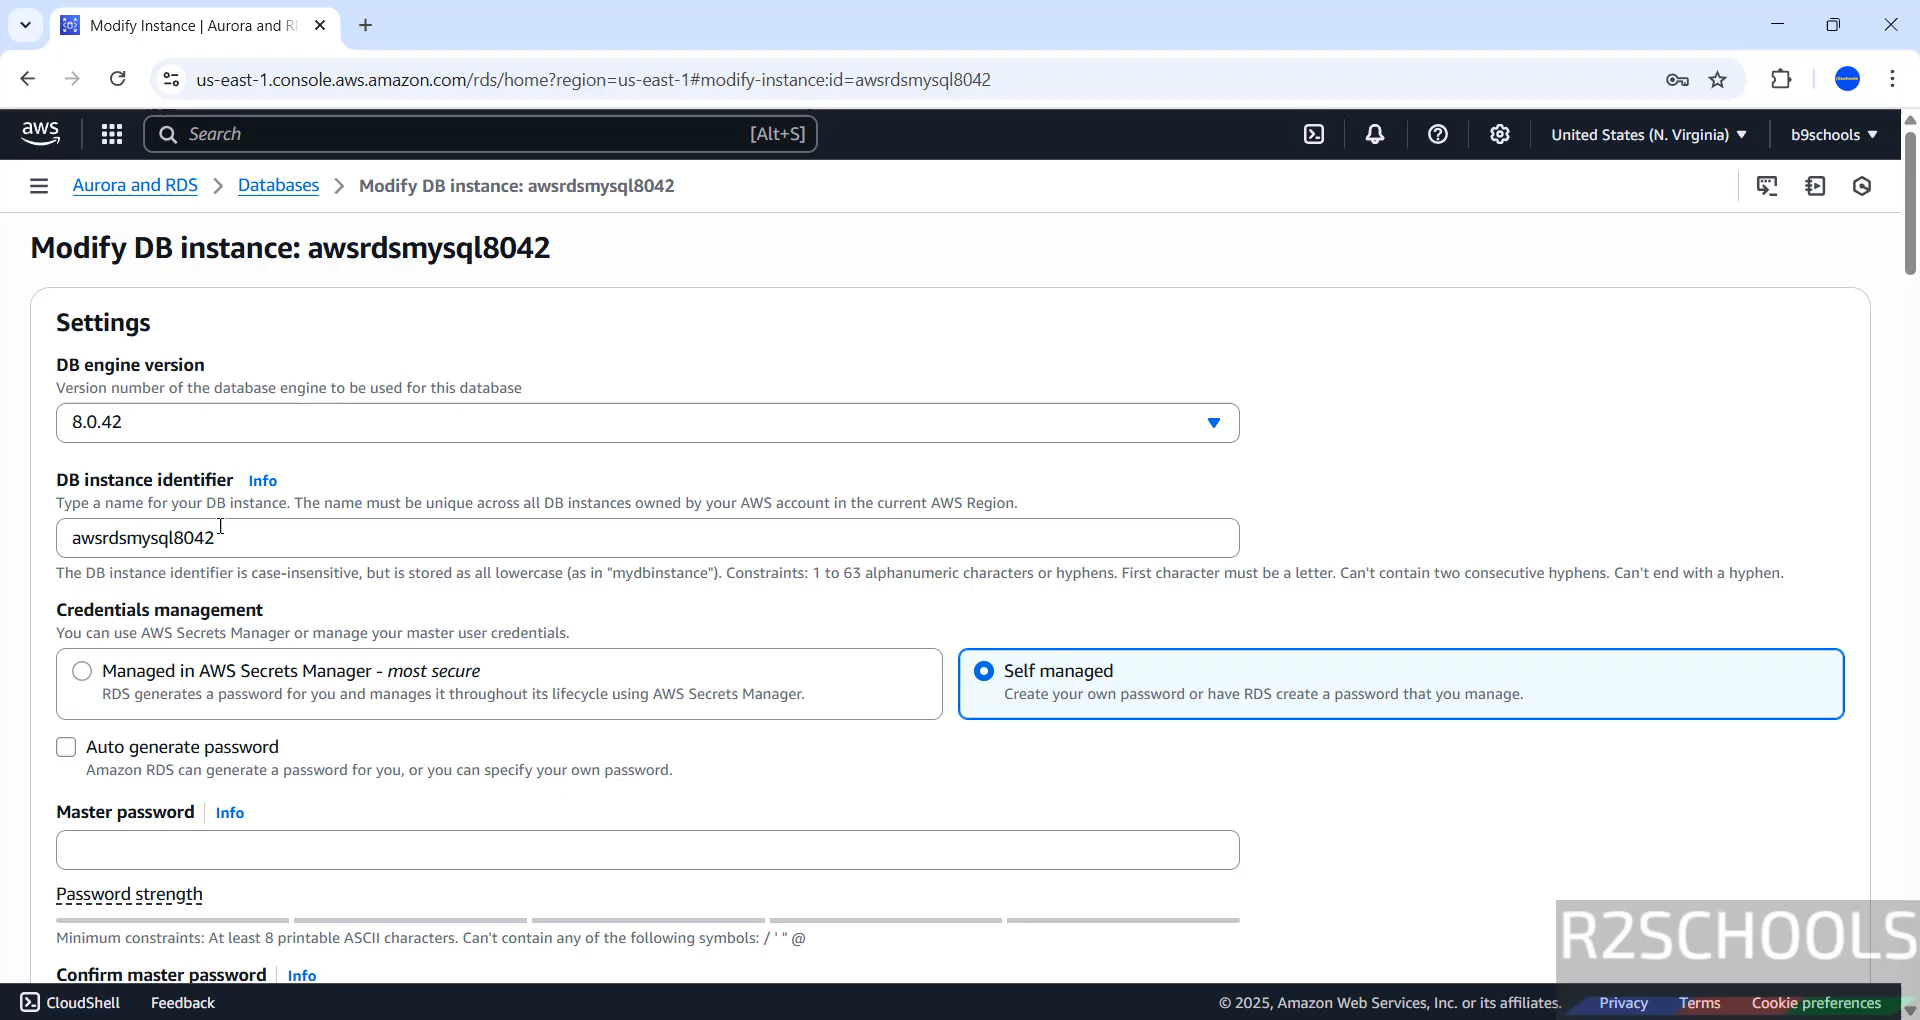 Modify Instance | Aurora and R
us-east-1.console.aws.amazon.com/rds/home?region=us-east-1#modify-instance:id=awsrdsmysql8042
aws
Search
[Alt+S]
United States (N. Virginia)
b9schools
Aurora and RDS > Databases > Modify DB instance: awsrdsmysql8042
Modify DB instance: awsrdsmysql8042
Settings
DB engine version
Version number of the database engine to be used for this database
8.0.42
DB instance identifier Info
Type a name for your DB instance. The name must be unique across all DB instances owned by your AWS account in the current AWS Region.
awsrdsmysql8042
The DB instance identifier is case-insensitive, but is stored as all lowercase (as in "mydbinstance"). Constraints: 1 to 63 alphanumeric characters or hyphens. First character must be a letter. Can't contain two consecutive hyphens. Can't end with a hyphen.
Credentials management
You can use AWS Secrets Manager or manage your master user credentials.
Managed in AWS Secrets Manager - most secure
RDS generates a password for you and manages it throughout its lifecycle using AWS Secrets Manager.
Self managed
Create your own password or have RDS create a password that you manage.
Auto generate password
Amazon RDS can generate a password for you, or you can specify your own password.
Master password Info
Password strength
Minimum constraints: At least 8 printable ASCII characters. Can't contain any of the following symbols: / ' " @
Confirm master password Info
R2SCHOOLS
CloudShell
Feedback
© 2025, Amazon Web Services, Inc. or its affiliates.
Privacy
Terms
Cookie preferences